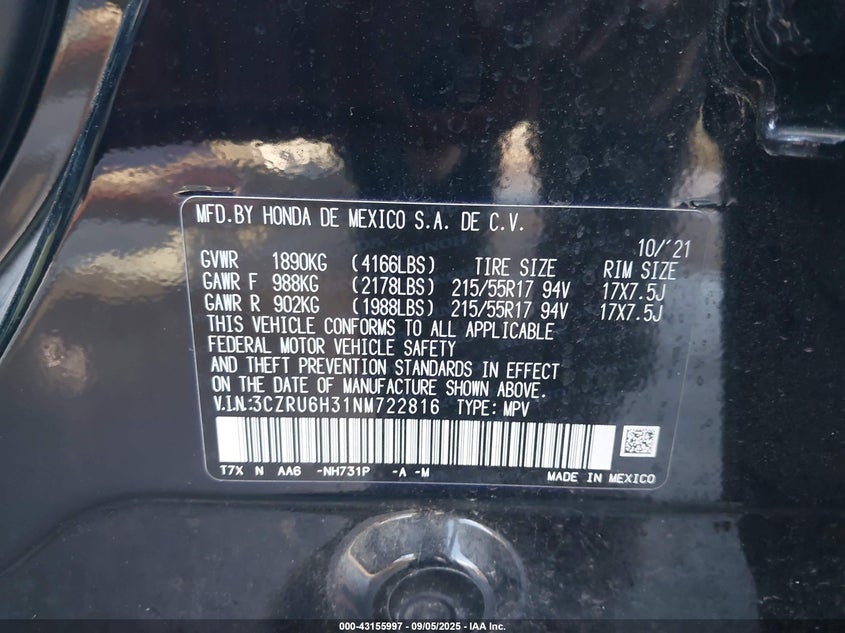 MFD.BY HONDA DE MEXICO S.A. DE C.V.
10/'21
GVWR 1890KG (4166LBS) TIRE SIZE RIM SIZE
GAWR F 988KG (2178LBS) 215/55R17 94V 17X7.5J
GAWR R 902KG (1988LBS) 215/55R17 94V 17X7.5J
THIS VEHICLE CONFORMS TO ALL APPLICABLE
FEDERAL MOTOR VEHICLE SAFETY
AND THEFT PREVENTION STANDARDS IN EFFECT
ON THE DATE OF MANUFACTURE SHOWN ABOVE.
V.I.N.:3CZRU6H31NM722816 TYPE: MPV
T7X N AA6 -NH731P -A -M
MADE IN MEXICO
000-43155997 - 09/05/2025 - IAA Inc.